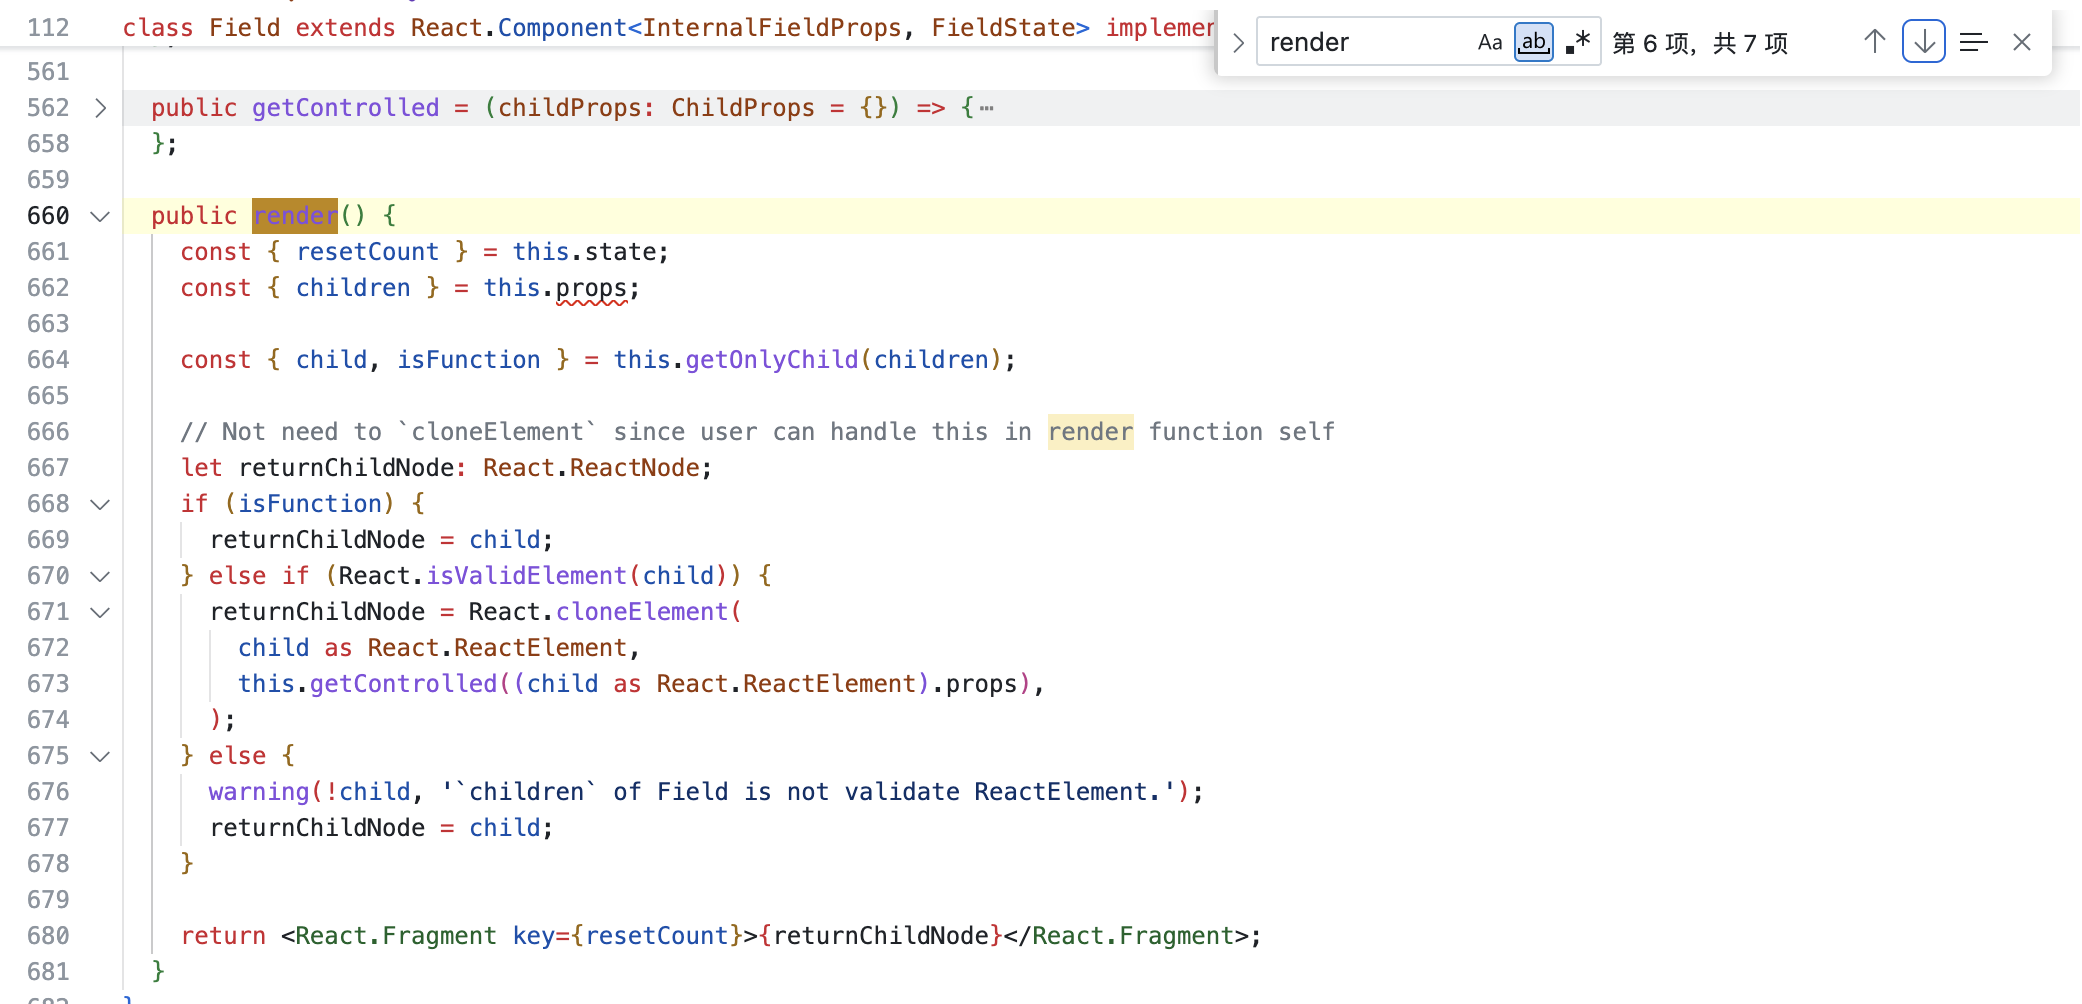 112 class Field extends React.Component<InternalFieldProps, FieldState> implemen
render Aa ab .* 第 6 项, 共 7 项
561
562 public getControlled = (childProps: ChildProps = {}) => {⋯
658 };
659
660 public render() {
661 const { resetCount } = this.state;
662 const { children } = this.props;
663
664 const { child, isFunction } = this.getOnlyChild(children);
665
666 // Not need to `cloneElement` since user can handle this in render function self
667 let returnChildNode: React.ReactNode;
668 if (isFunction) {
669 returnChildNode = child;
670 } else if (React.isValidElement(child)) {
671 returnChildNode = React.cloneElement(
672 child as React.ReactElement,
673 this.getControlled((child as React.ReactElement).props),
674 );
675 } else {
676 warning(!child, '`children` of Field is not validate ReactElement.');
677 returnChildNode = child;
678 }
679
680 return <React.Fragment key={resetCount}>{returnChildNode}</React.Fragment>;
681 }
682 }